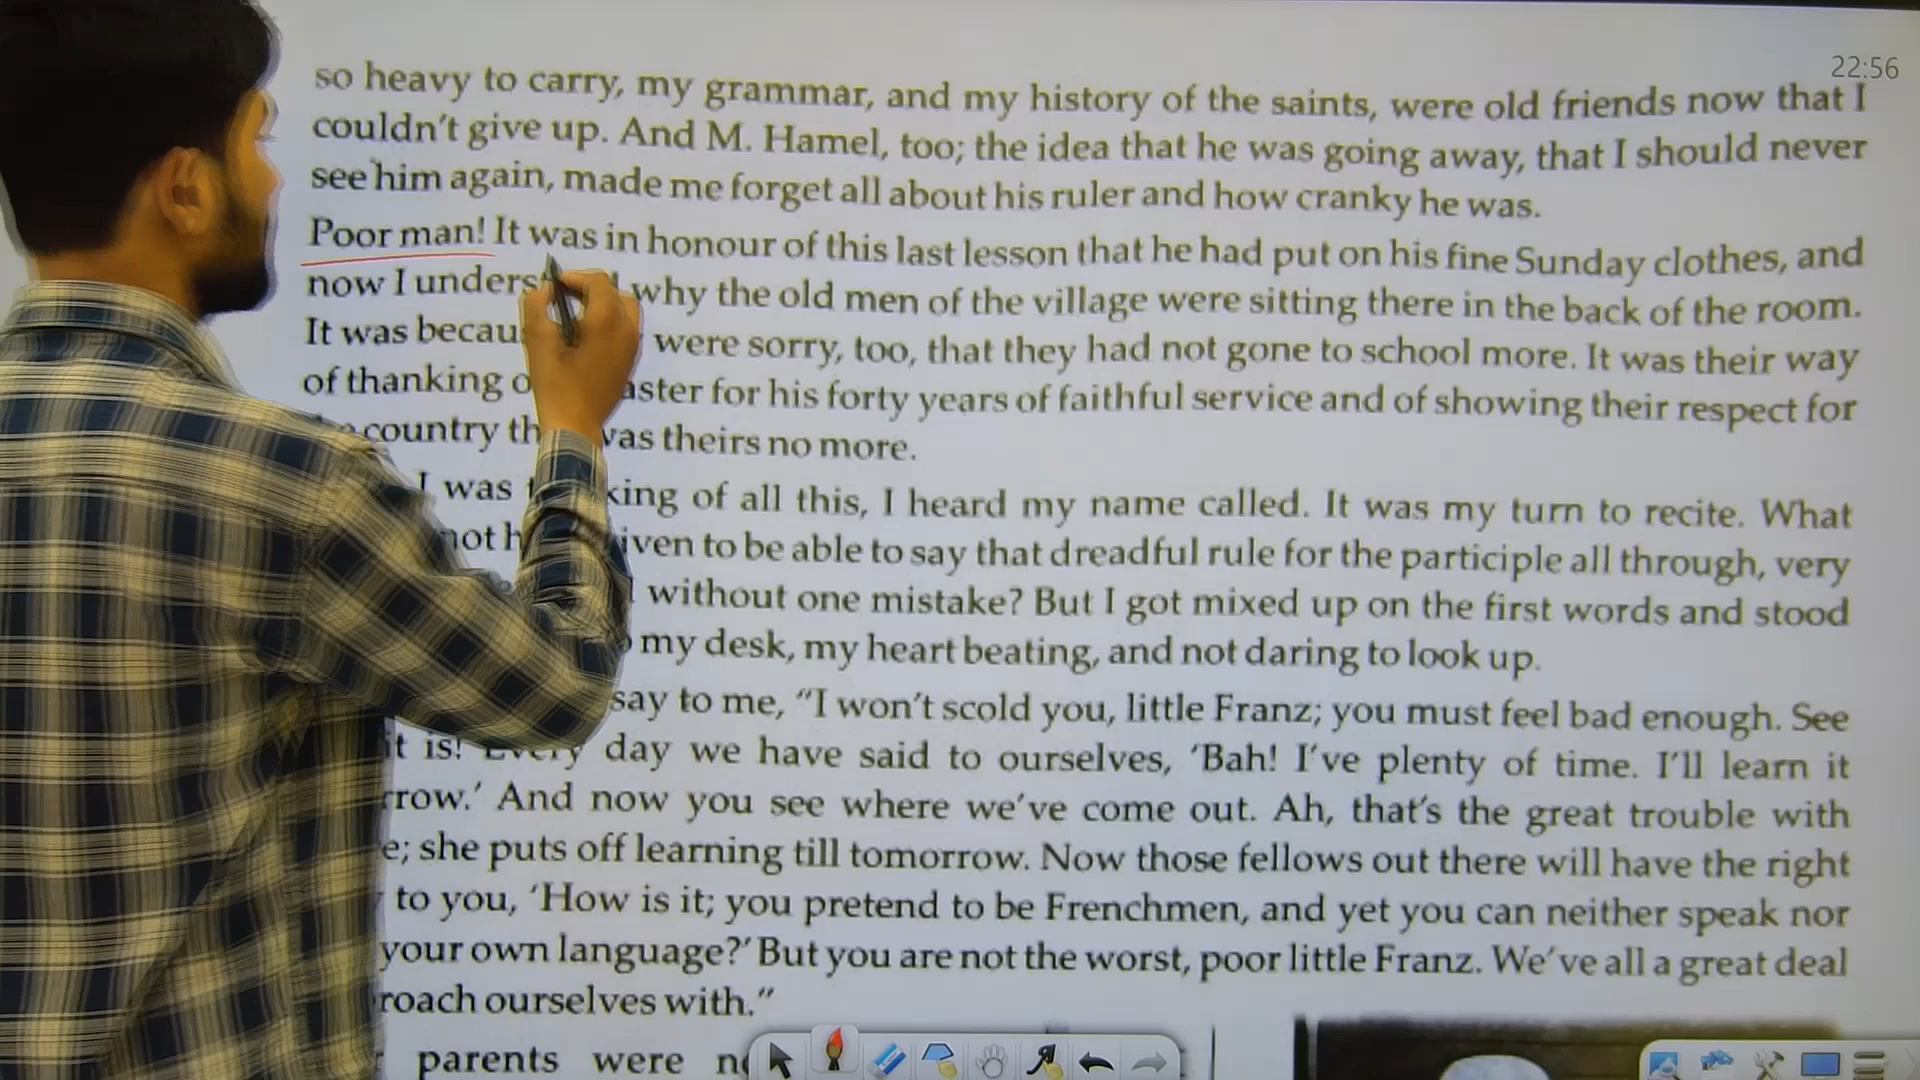 22:56
so heavy to carry, my grammar, and my history of the saints, were old friends now that I
couldn't give up. And M. Hamel, too; the idea that he was going away, that I should never
see him again, made me forget all about his ruler and how cranky he was.
Poor man! It was in honour of this last lesson that he had put on his fine Sunday clothes, and
now I why the old men of the village were sitting there in the back of the room.
It was were sorry, too, that they had not gone to school more. It was their way
of thanking for his forty years of faithful service and of showing their respect for
country was theirs no more.
I was of all this, I heard my name called. It was my turn to recite. What
not to be able to say that dreadful rule for the participle all through, very
without one mistake? But I got mixed up on the first words and stood
my desk, my heart beating, and not daring to look up.
say to me, "I won't scold you, little Franz; you must feel bad enough. See
it is! Every day we have said to ourselves, 'Bah! I've plenty of time. I'll learn it
And now you see where we've come out. Ah, that's the great trouble with
she puts off learning till tomorrow. Now those fellows out there will have the right
to you, 'How is it; you pretend to be Frenchmen, and yet you can neither speak nor
your own language?' But you are not the worst, poor little Franz. We've all a great deal
ourselves with."
parents were